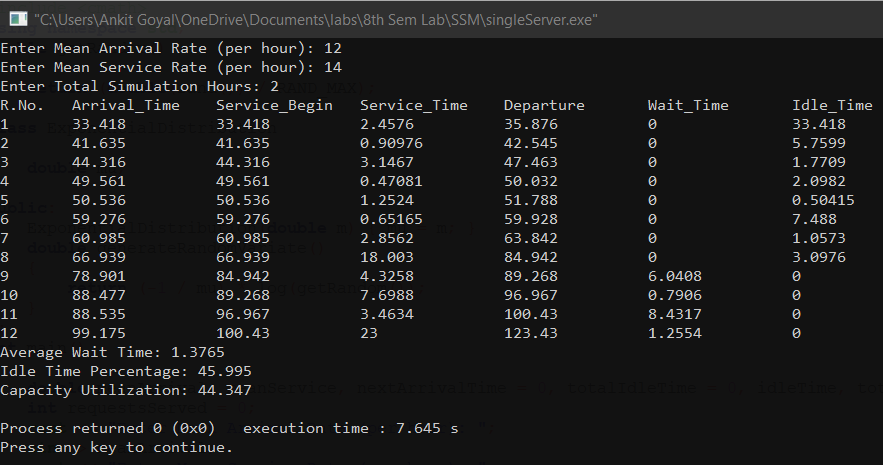 "C:\Users\Ankit Goyal\OneDrive\Documents\labs\8th Sem Lab\SSM\singleServer.exe"
Enter Mean Arrival Rate (per hour): 12
Enter Mean Service Rate (per hour): 14
Enter Total Simulation Hours: 2
R.No. Arrival_Time Service_Begin Service_Time Departure Wait_Time Idle_Time
1 33.418 33.418 2.4576 35.876 0 33.418
2 41.635 41.635 0.90976 42.545 0 5.7599
3 44.316 44.316 3.1467 47.463 0 1.7709
4 49.561 49.561 0.47081 50.032 0 2.0982
5 50.536 50.536 1.2524 51.788 0 0.50415
6 59.276 59.276 0.65165 59.928 0 7.488
7 60.985 60.985 2.8562 63.842 0 1.0573
8 66.939 66.939 18.003 84.942 0 3.0976
9 78.901 84.942 4.3258 89.268 6.0408 0
10 88.477 89.268 7.6988 96.967 0.7906 0
11 88.535 96.967 3.4634 100.43 8.4317 0
12 99.175 100.43 23 123.43 1.2554 0
Average Wait Time: 1.3765
Idle Time Percentage: 45.995
Capacity Utilization: 44.347
Process returned 0 (0x0) execution time : 7.645 s
Press any key to continue.